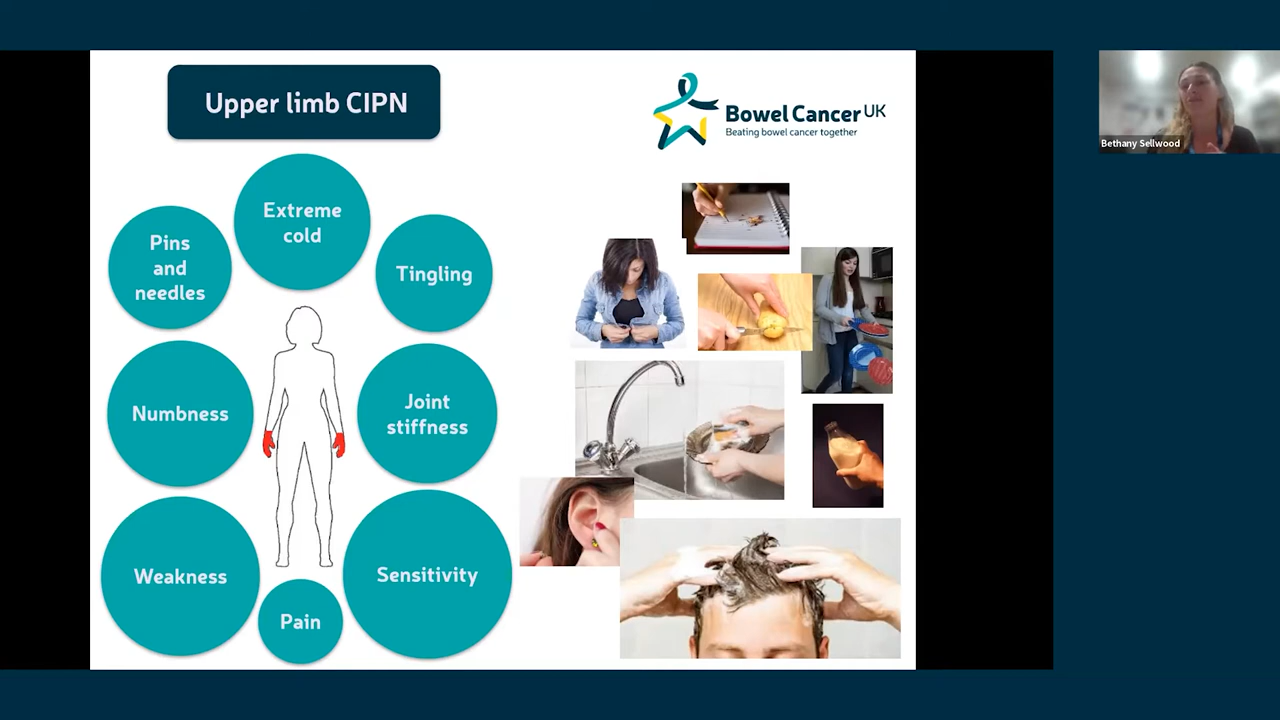 Upper limb CIPN
Bowel Cancer UK
Beating bowel cancer together
Bethany Sellwood
Extreme
cold
Pins
and
needles
Tingling
Numbness
Joint
stiffness
Weakness
Sensitivity
Pain